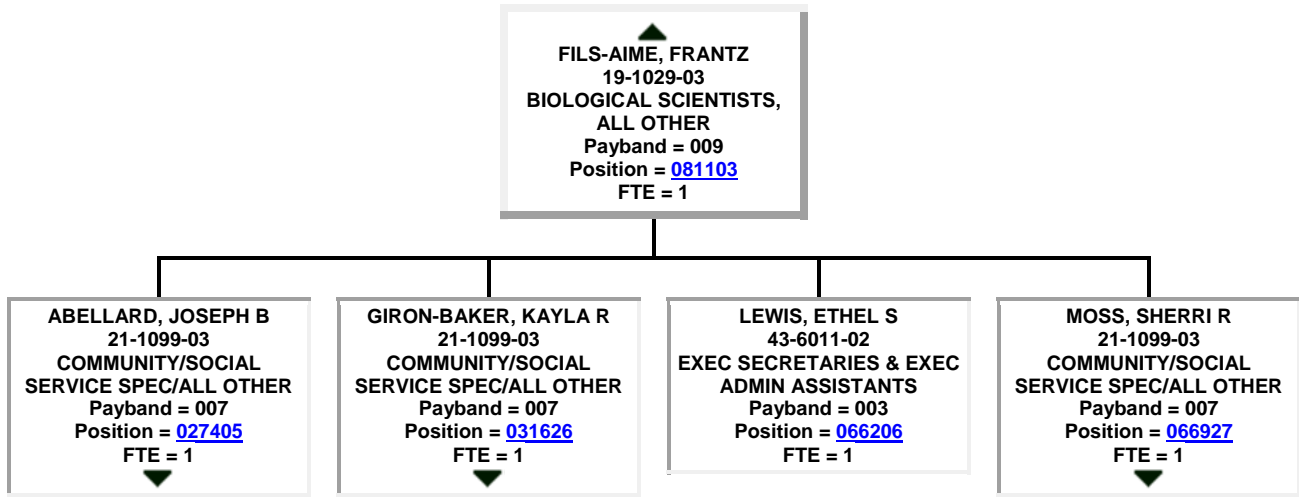 FILS-AIME, FRANTZ
19-1029-03
BIOLOGICAL SCIENTISTS,
ALL OTHER
Payband = 009
Position = 081103
FTE = 1
ABELLARD, JOSEPH B
21-1099-03
COMMUNITY/SOCIAL
SERVICE SPEC/ALL OTHER
Payband = 007
Position = 027405
FTE = 1
GIRON-BAKER, KAYLA R
21-1099-03
COMMUNITY/SOCIAL
SERVICE SPEC/ALL OTHER
Payband = 007
Position = 031626
FTE = 1
LEWIS, ETHEL S
43-6011-02
EXEC SECRETARIES & EXEC
ADMIN ASSISTANTS
Payband = 003
Position = 066206
FTE = 1
MOSS, SHERRI R
21-1099-03
COMMUNITY/SOCIAL
SERVICE SPEC/ALL OTHER
Payband = 007
Position = 066927
FTE = 1